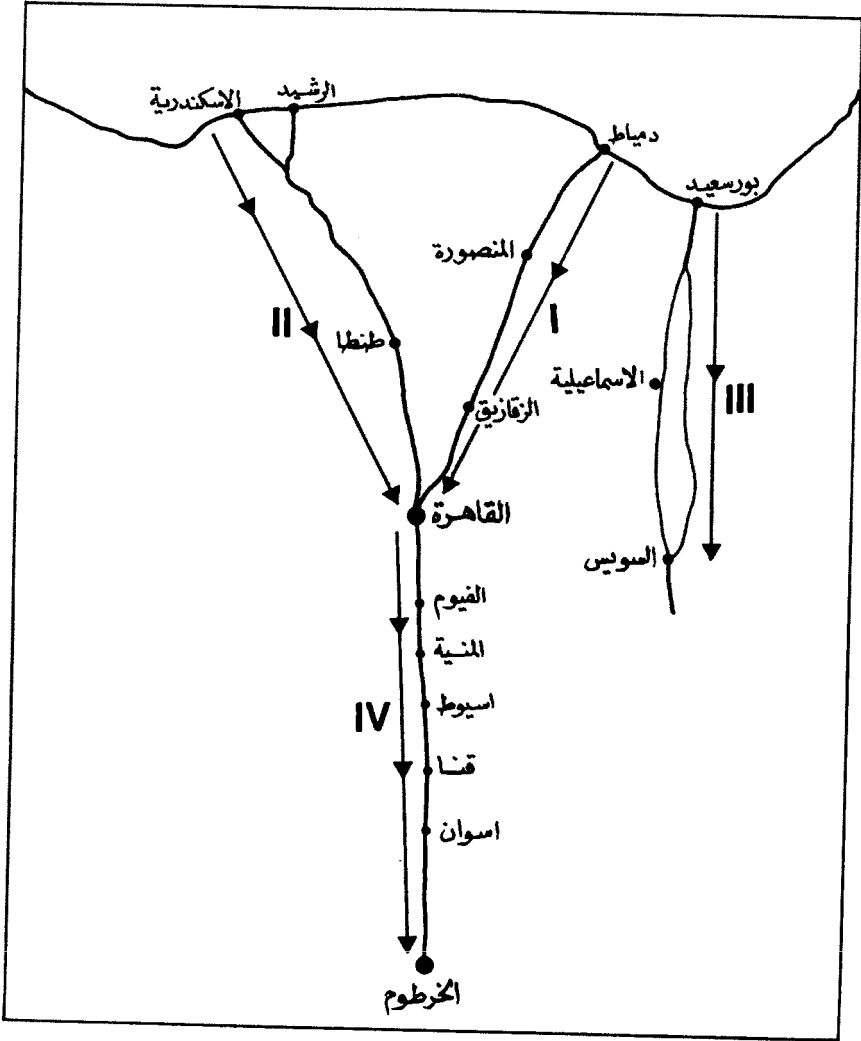 الاسكندرية
الرشيد
دمياط
بورسعيد
المنصورة
II
I
طنطا
الاسماعيلية
III
الزقازيق
القاهرة
السويس
الفيوم
المنية
اسيوط
IV
قنا
اسوان
الخرطوم